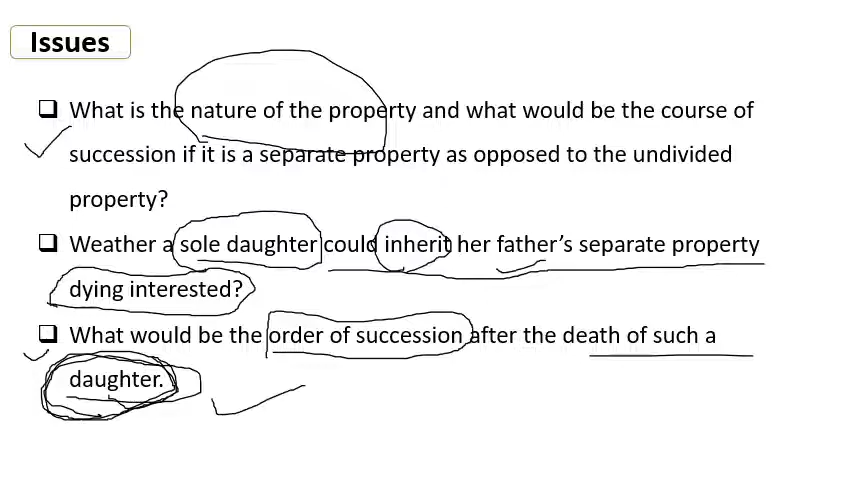 Issues
❑ What is the nature of the property and what would be the course of
succession if it is a separate property as opposed to the undivided
property?
❑ Weather a sole daughter could inherit her father’s separate property
dying interested?
❑ What would be the order of succession after the death of such a
daughter.